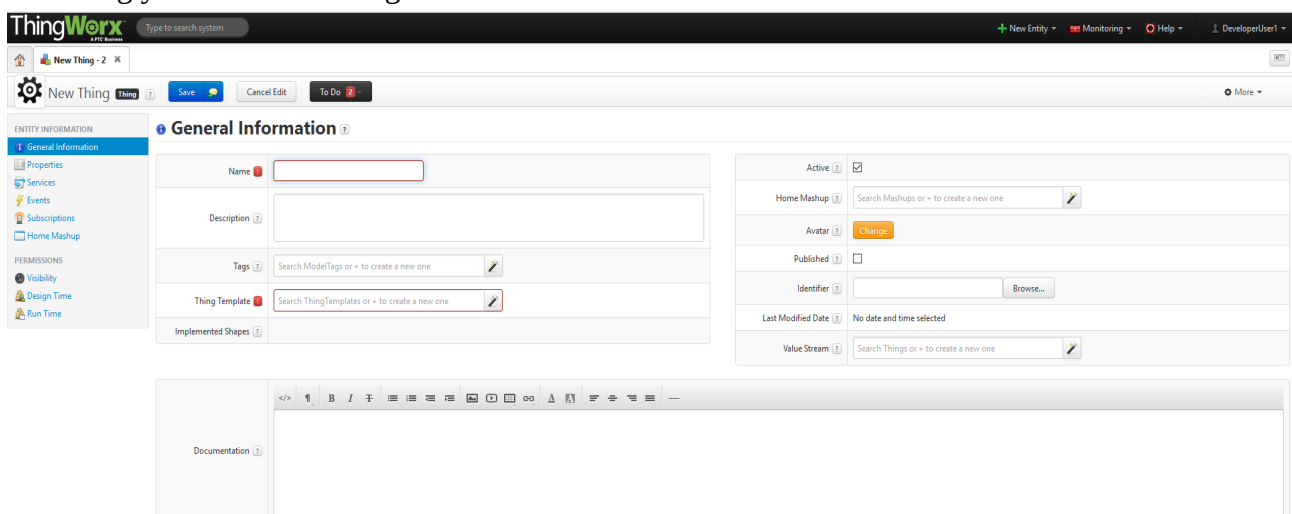 ThingWorx Type to search system New Entity Monitoring Help DeveloperUser1
A PTC Business
New Thing - 2
New Thing Thing ? Save Cancel Edit To Do 2 More
ENTITY INFORMATION
General Information
Properties
Services
Events
Subscriptions
Home Mashup
PERMISSIONS
Visibility
Design Time
Run Time
General Information ?
Name !
Description ?
Tags ? Search ModelTags or + to create a new one
Thing Template ! Search ThingTemplates or + to create a new one
Implemented Shapes ?
Active ?
Home Mashup ? Search Mashups or + to create a new one
Avatar ? Change
Published ?
Identifier ? Browse...
Last Modified Date ? No date and time selected
Value Stream ? Search Things or + to create a new one
Documentation ?